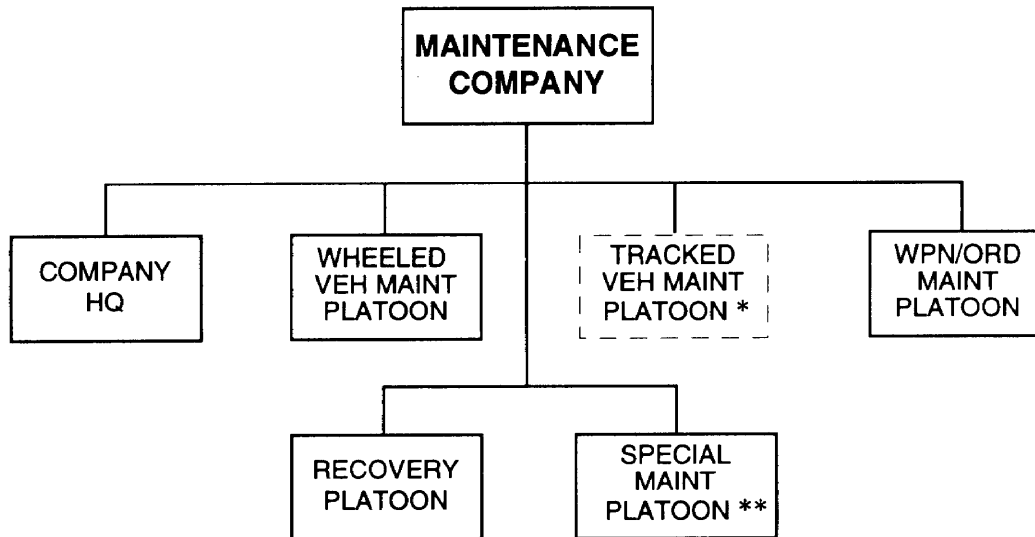 MAINTENANCE
COMPANY
COMPANY
HQ
WHEELED
VEH MAINT
PLATOON
TRACKED
VEH MAINT
PLATOON *
WPN/ORD
MAINT
PLATOON
RECOVERY
PLATOON
SPECIAL
MAINT
PLATOON **